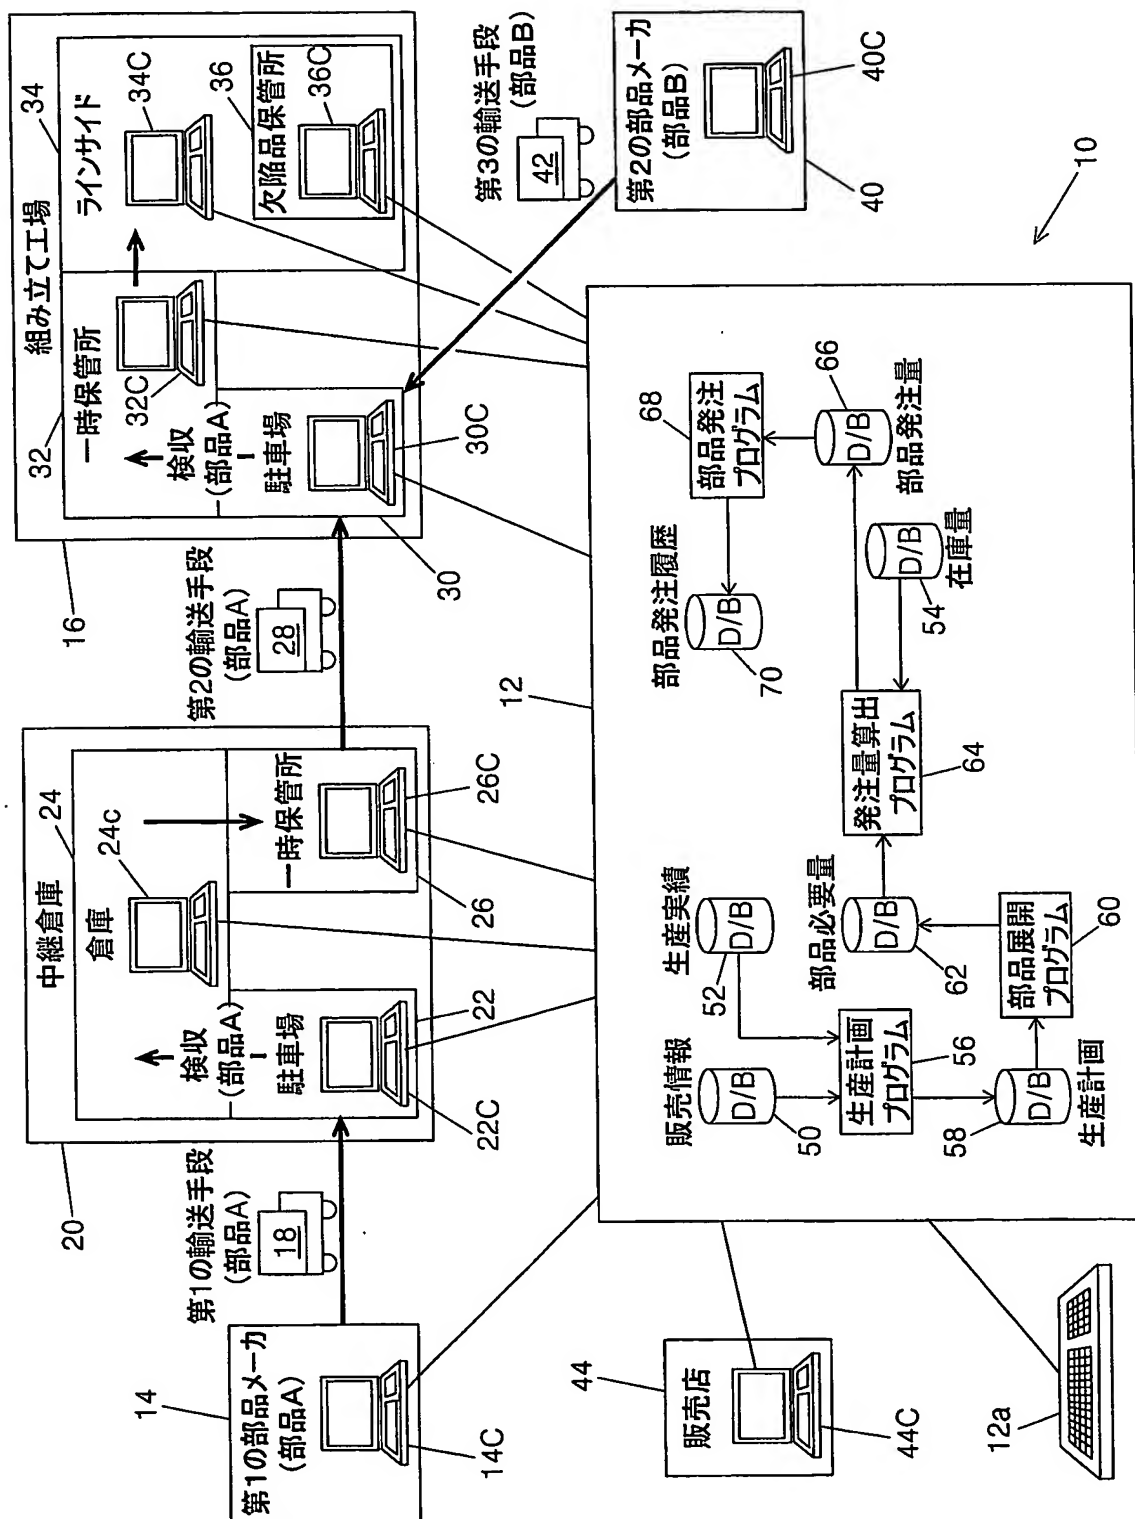 第1の部品メーカ
(部品A)
14
14C
第1の輸送手段
(部品A)
18
中継倉庫
20
倉庫
24
24c
検収
(部品A)
駐車場
22
22C
一時保管所
26
26C
第2の輸送手段
(部品A)
28
組み立て工場
16
一時保管所
32
32C
検収
(部品A)
駐車場
30
30C
ラインサイド
34
34C
欠陥品保管所
36
36C
第3の輸送手段
(部品B)
42
第2の部品メーカ
(部品B)
40
40C
10
12
販売店
44
44C
12a
販売情報
D/B
50
生産実績
D/B
52
生産計画
プログラム
56
D/B
58
生産計画
部品展開
プログラム
60
部品必要量
D/B
62
発注量算出
プログラム
64
D/B
54
在庫量
D/B
66
部品発注量
部品発注
プログラム
68
部品発注履歴
D/B
70